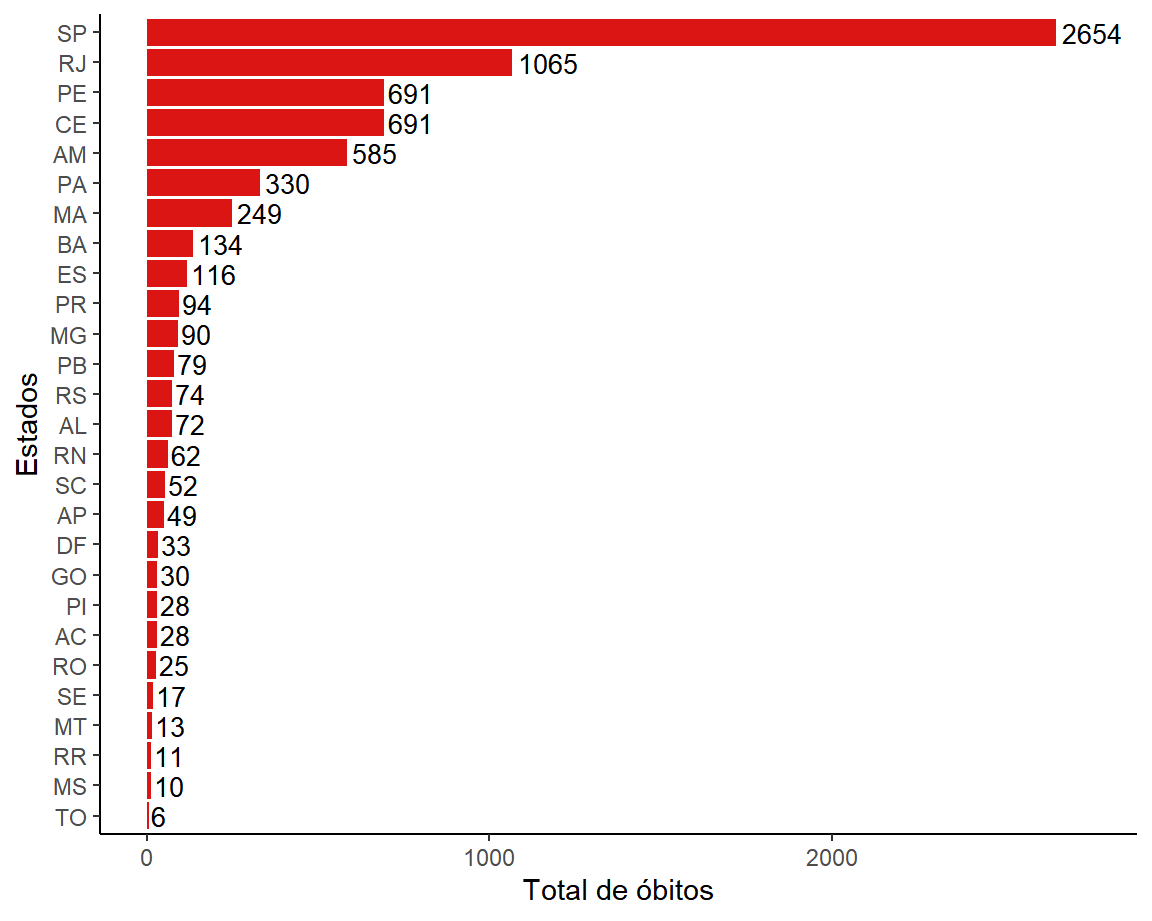 SP 2654
RJ 1065
PE 691
CE 691
AM 585
PA 330
MA 249
BA 134
ES 116
PR 94
MG 90
PB 79
RS 74
AL 72
RN 62
SC 52
AP 49
DF 33
GO 30
PI 28
AC 28
RO 25
SE 17
MT 13
RR 11
MS 10
TO 6
Estados
0 1000 2000
Total de óbitos